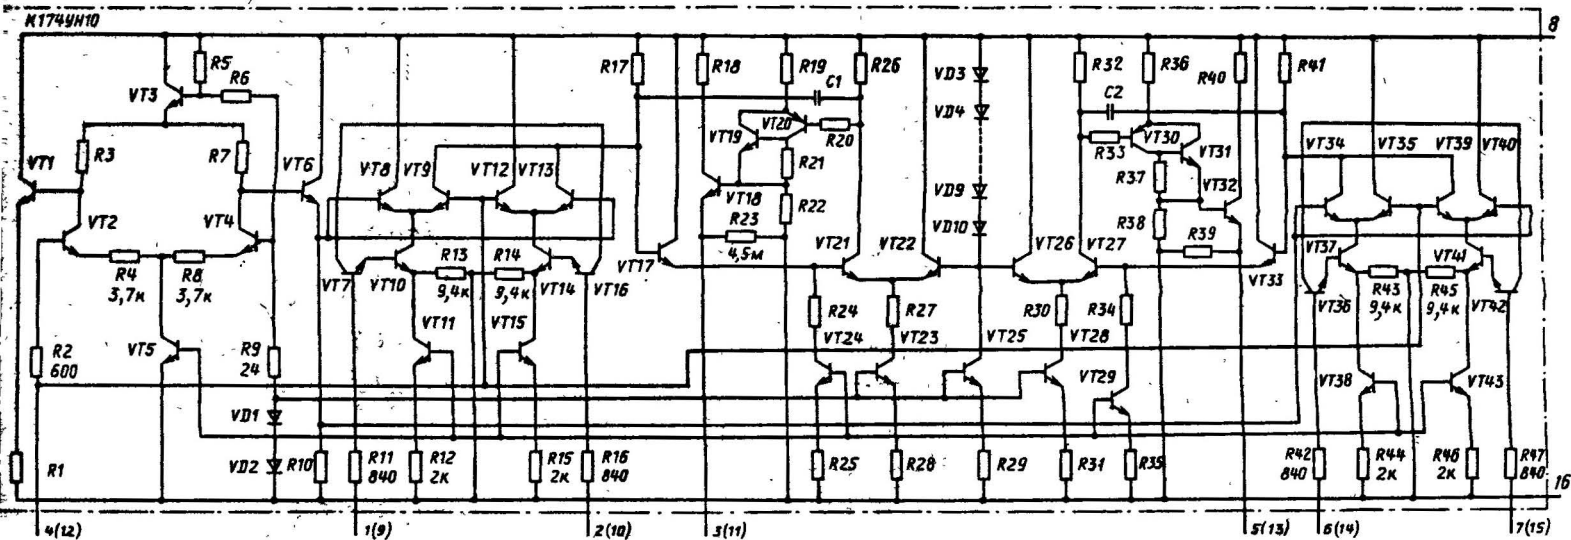 К174УН10
8
R5
R6
VT3
R3
R7
VT1
VT2
VT4
VT6
R4
3,7к
R8
3,7к
VT5
R2
600
R9
24
VD1
VD2
R1
R10
4(12)
VT8
VT9
VT12
VT13
R13
9,4к
R14
9,4к
VT7
VT10
VT14
VT16
VT11
VT15
R11
840
R12
2к
R15
2к
R16
840
1(9)
2(10)
R17
R18
R19
C1
R26
VT19
VT20
R20
R21
VT18
R22
R23
4,5м
VT17
VT21
VT22
R24
R27
VT24
VT23
R25
R28
3(11)
VD3
VD4
VD9
VD10
VT25
R29
R32
R36
R40
R41
C2
R33
VT30
VT31
R37
VT32
R38
R39
VT26
VT27
VT33
R30
R34
VT28
VT29
R31
R35
5(13)
VT34
VT35
VT39
VT40
VT37
VT41
VT36
VT42
R43
9,4к
R45
9,4к
VT38
VT43
R42
840
R44
2к
R46
2к
R47
840
16
6(14)
7(15)